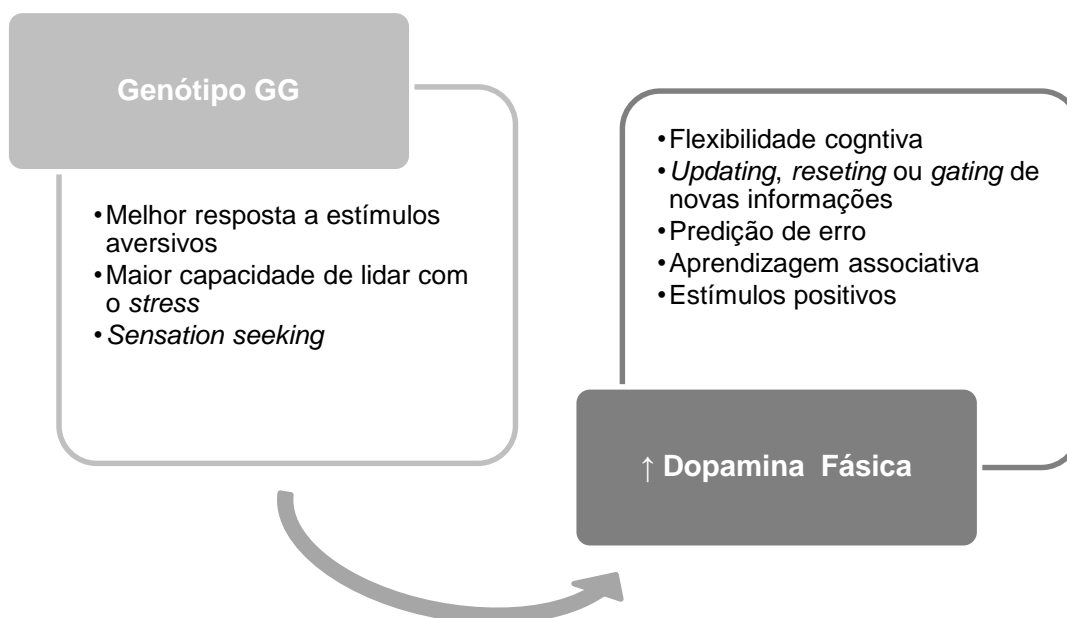 Genótipo GG
•Melhor resposta a estímulos
aversivos
•Maior capacidade de lidar com
o stress
•Sensation seeking
•Flexibilidade cogntiva
•Updating, reseting ou gating de
novas informações
•Predição de erro
•Aprendizagem associativa
•Estímulos positivos
↑ Dopamina Fásica